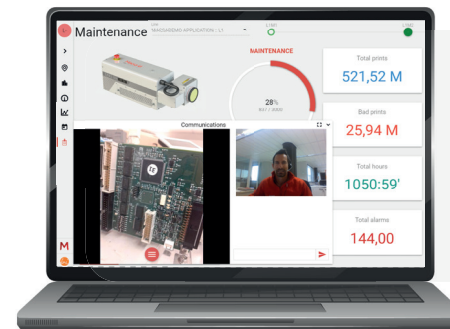 Maintenance
LINK
MAINTENANCE
28%
Total prints
521,52 M
Communications
Bad prints
25,94 M
Total hours
1050:59'
Total alarms
144,00
M